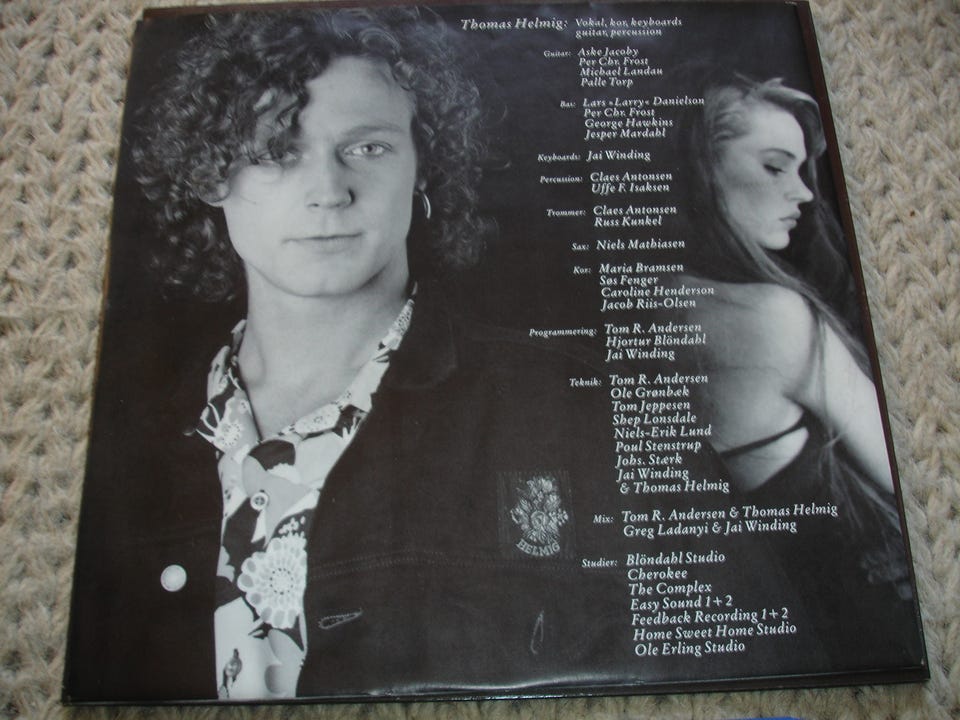 Thomas Helmig: Vokal, kor, keyboards
guitar, percussion
Guitar: Aske Jacoby
Per Chr. Frost
Michael Landau
Palle Torp
Bas: Lars »Larry« Danielson
Per Chr. Frost
George Hawkins
Jesper Mardahl
Keyboards: Jai Winding
Percussion: Claes Antonsen
Uffe F. Isaksen
Trommer: Claes Antonsen
Russ Kunkel
Sax: Niels Mathiasen
Kor: Maria Bramsen
Søs Fenger
Caroline Henderson
Jacob Riis-Olsen
Programmering: Tom R. Andersen
Hjortur Blöndahl
Jai Winding
Teknik: Tom R. Andersen
Ole Grønbæk
Tom Jeppesen
Shep Lonsdale
Niels-Erik Lund
Poul Stenstrup
Johs. Stærk
Jai Winding
& Thomas Helmig
Mix: Tom R. Andersen & Thomas Helmig
Greg Ladanyi & Jai Winding
Studier: Blöndahl Studio
Cherokee
The Complex
Easy Sound 1+2
Feedback Recording 1+2
Home Sweet Home Studio
Ole Erling Studio
HELMIG